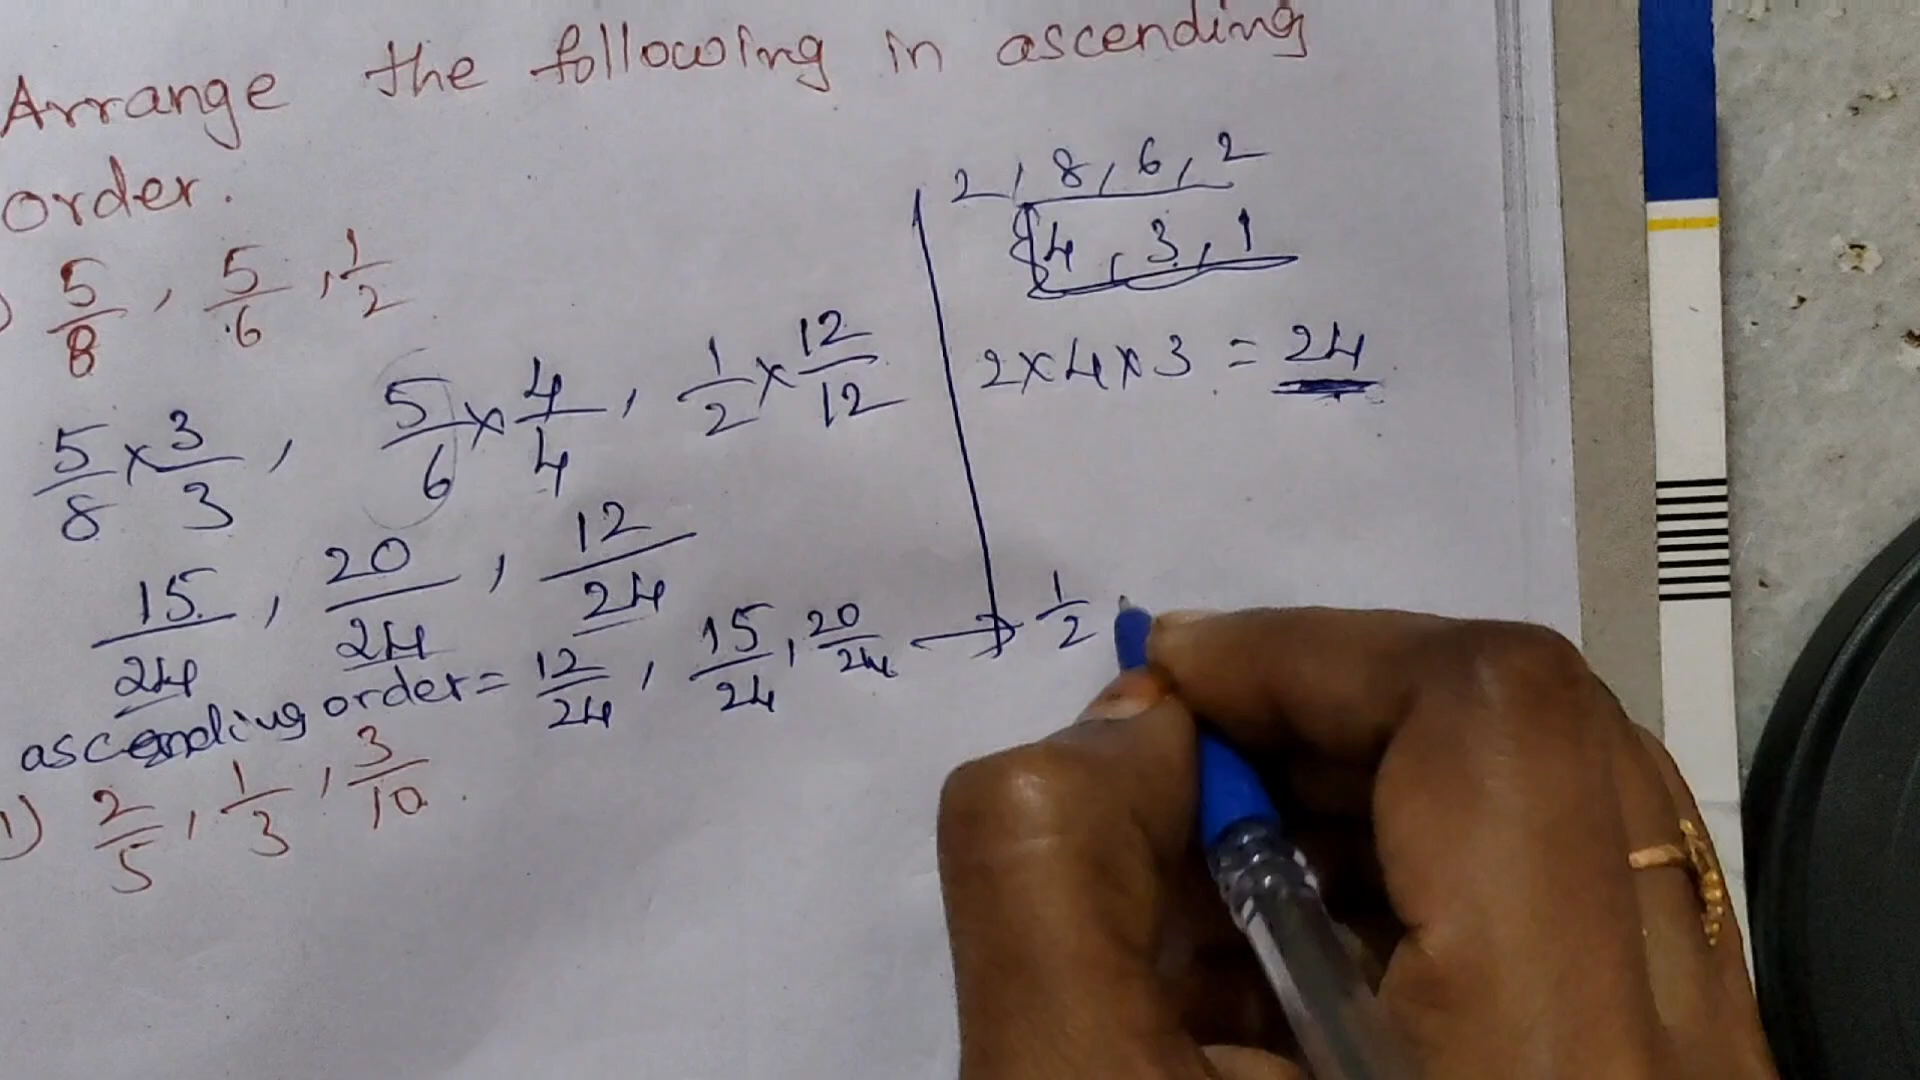 Arrange the following in ascending
order.
) 5/8, 5/6, 1/2
2 | 8, 6, 2
4, 3, 1
2×4×3 = 24
5/8 × 3/3, 5/6 × 4/4, 1/2 × 12/12
15/24, 20/24, 12/24
ascending order = 12/24, 15/24, 20/24 → 1/2
1) 2/5, 1/3, 3/10.